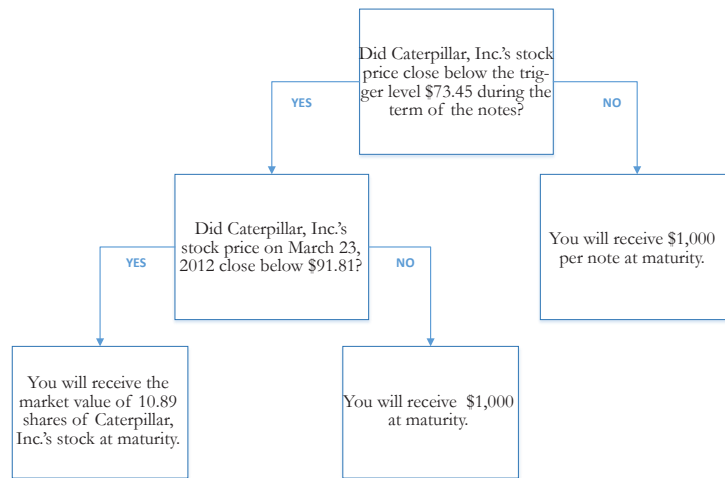 Did Caterpillar, Inc.'s stock
price close below the trig-
ger level $73.45 during the
term of the notes?
YES
NO
Did Caterpillar, Inc.'s
stock price on March 23,
2012 close below $91.81?
You will receive $1,000
per note at maturity.
YES
NO
You will receive the
market value of 10.89
shares of Caterpillar,
Inc.'s stock at maturity.
You will receive $1,000
at maturity.